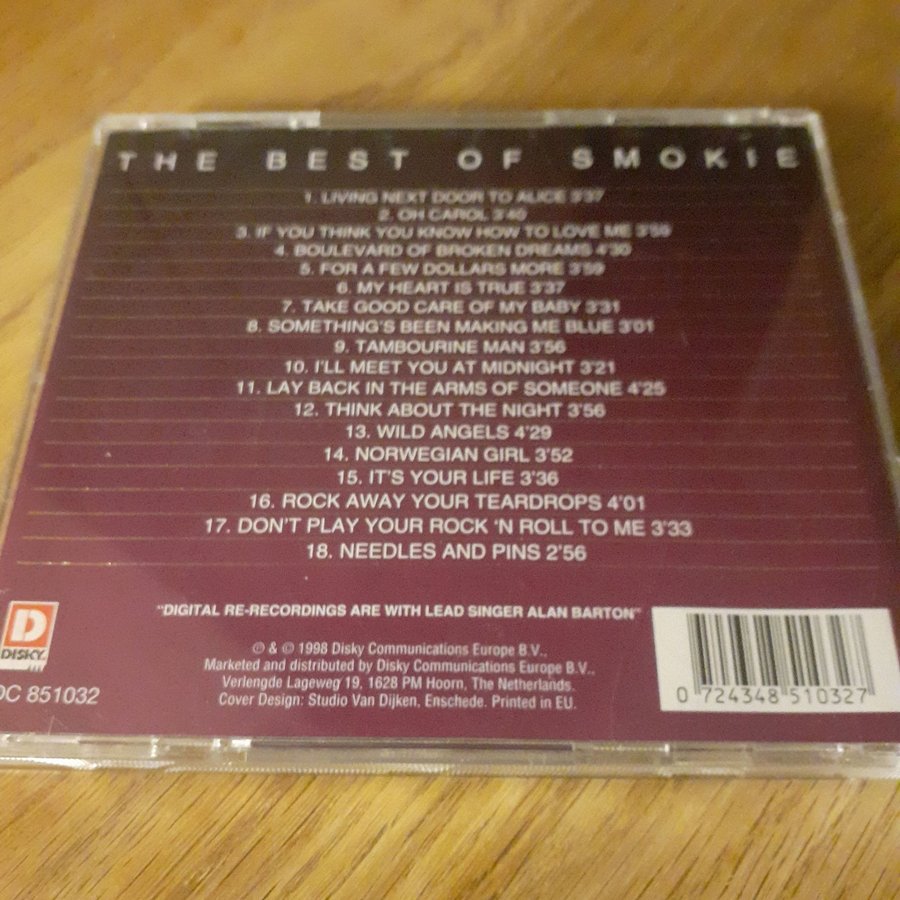 THE BEST OF SMOKIE
1. LIVING NEXT DOOR TO ALICE 3'37
2. OH CAROL 3'40
3. IF YOU THINK YOU KNOW HOW TO LOVE ME 3'59
4. BOULEVARD OF BROKEN DREAMS 4'30
5. FOR A FEW DOLLARS MORE 3'59
6. MY HEART IS TRUE 3'37
7. TAKE GOOD CARE OF MY BABY 3'31
8. SOMETHING'S BEEN MAKING ME BLUE 3'01
9. TAMBOURINE MAN 3'56
10. I'LL MEET YOU AT MIDNIGHT 3'21
11. LAY BACK IN THE ARMS OF SOMEONE 4'25
12. THINK ABOUT THE NIGHT 3'56
13. WILD ANGELS 4'29
14. NORWEGIAN GIRL 3'52
15. IT'S YOUR LIFE 3'36
16. ROCK AWAY YOUR TEARDROPS 4'01
17. DON'T PLAY YOUR ROCK 'N ROLL TO ME 3'33
18. NEEDLES AND PINS 2'56
"DIGITAL RE-RECORDINGS ARE WITH LEAD SINGER ALAN BARTON"
℗ & © 1998 Disky Communications Europe B.V..
Marketed and distributed by Disky Communications Europe B.V..
Verlengde Lageweg 19, 1628 PM Hoorn, The Netherlands.
Cover Design: Studio Van Dijken, Enschede. Printed in EU.
D
DISKY
DC 851032
0 724348 510327